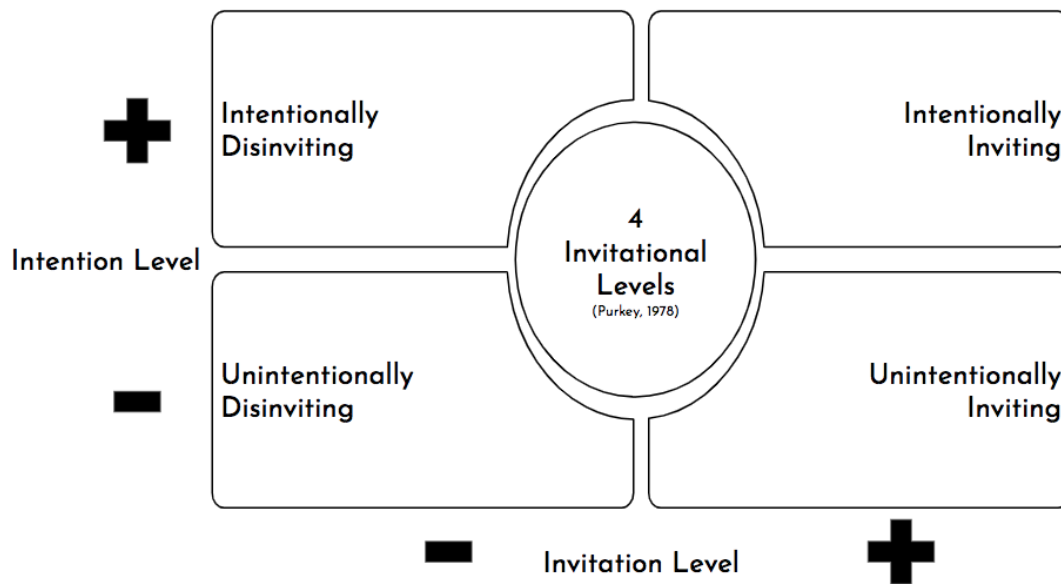 Intentionally
Disinviting
Intentionally
Inviting
4
Invitational
Levels
(Purkey, 1978)
Intention Level
Unintentionally
Disinviting
Unintentionally
Inviting
Invitation Level